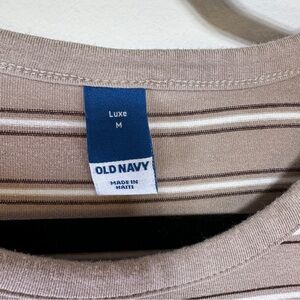 Luxe
M
OLD NAVY
MADE IN
HAITI